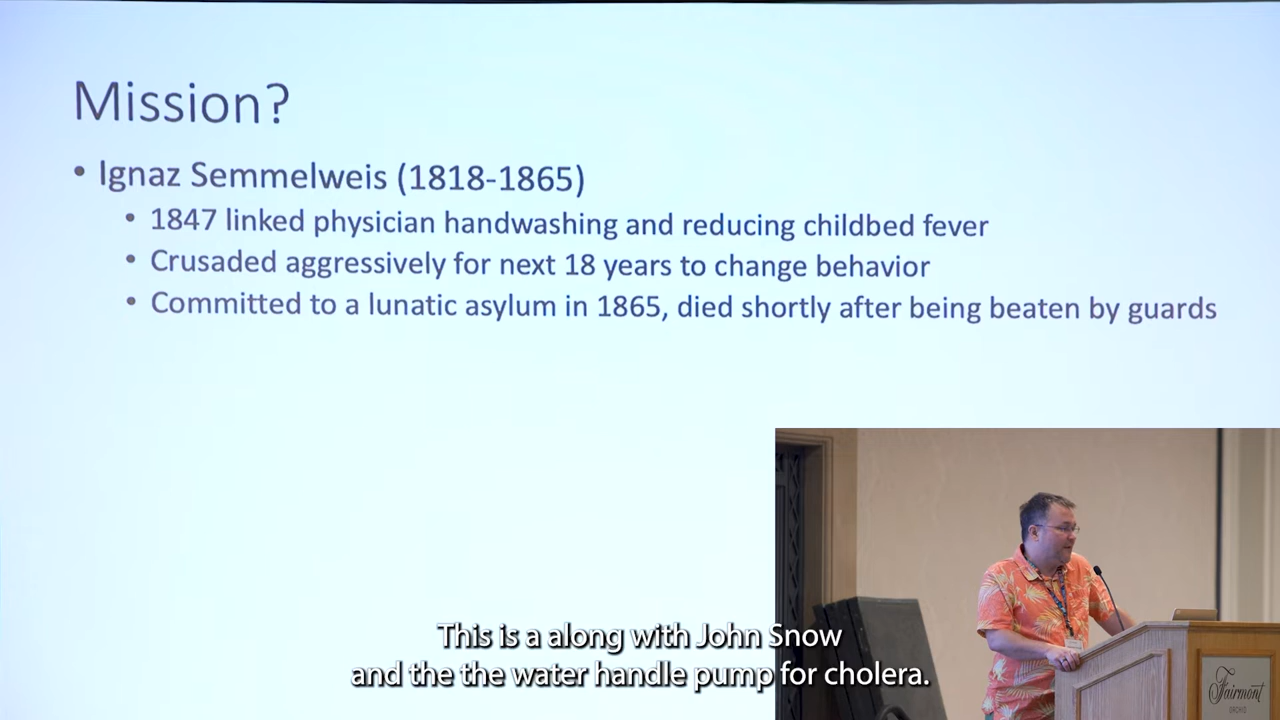 Mission?
• Ignaz Semmelweis (1818-1865)
• 1847 linked physician handwashing and reducing childbed fever
• Crusaded aggressively for next 18 years to change behavior
• Committed to a lunatic asylum in 1865, died shortly after being beaten by guards
This is a along with John Snow
and the the water handle pump for cholera.
Fairmont
ORCHID